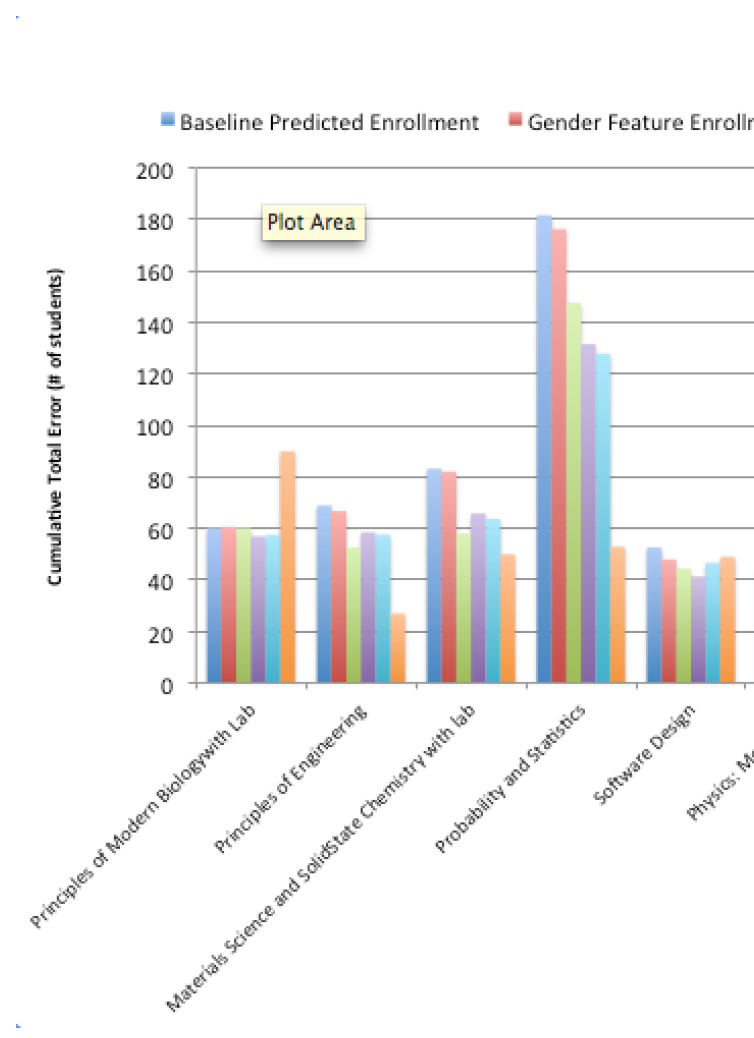 Baseline Predicted Enrollment Gender Feature Enrollr
200
Plot Area
180
160
140
120
100
80
60
40
20
0
Cumulative Total Error (# of students)
Principles of Modern Biologywith Lab
Principles of Engineering
Materials Science and SolidState Chemistry with lab
Probability and Statistics
Software Design
Physics: Me